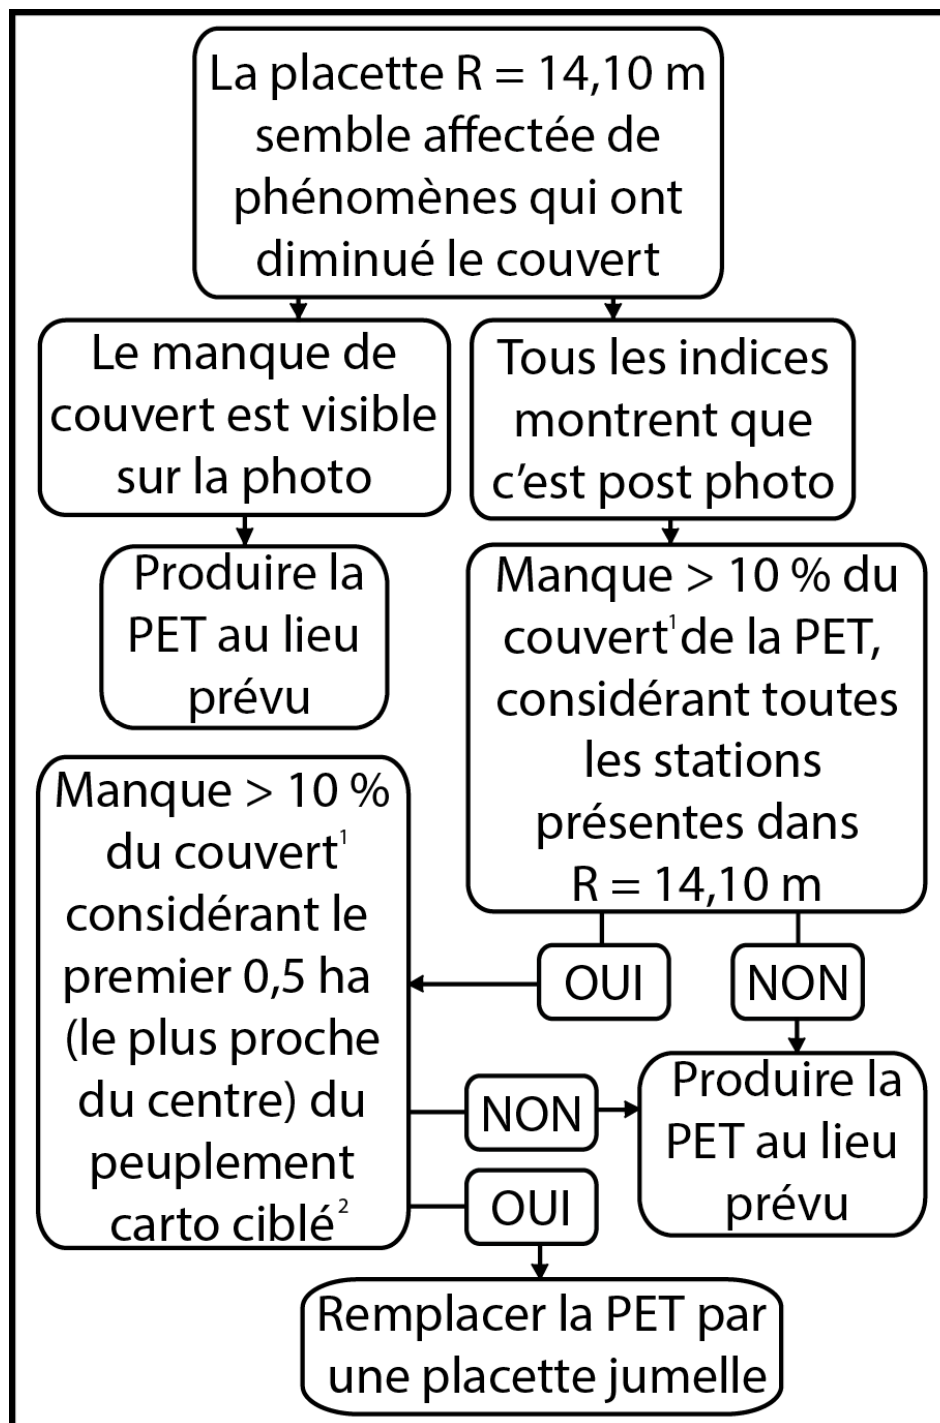 La placette R = 14,10 m
semble affectée de
phénomènes qui ont
diminué le couvert
Le manque de
couvert est visible
sur la photo
Produire la
PET au lieu
prévu
Tous les indices
montrent que
c'est post photo
Manque > 10 % du
couvert¹ de la PET,
considérant toutes
les stations
présentes dans
R = 14,10 m
OUI
NON
Manque > 10 %
du couvert¹
considérant le
premier 0,5 ha
(le plus proche
du centre) du
peuplement
carto ciblé²
NON
OUI
Produire la
PET au lieu
prévu
Remplacer la PET par
une placette jumelle